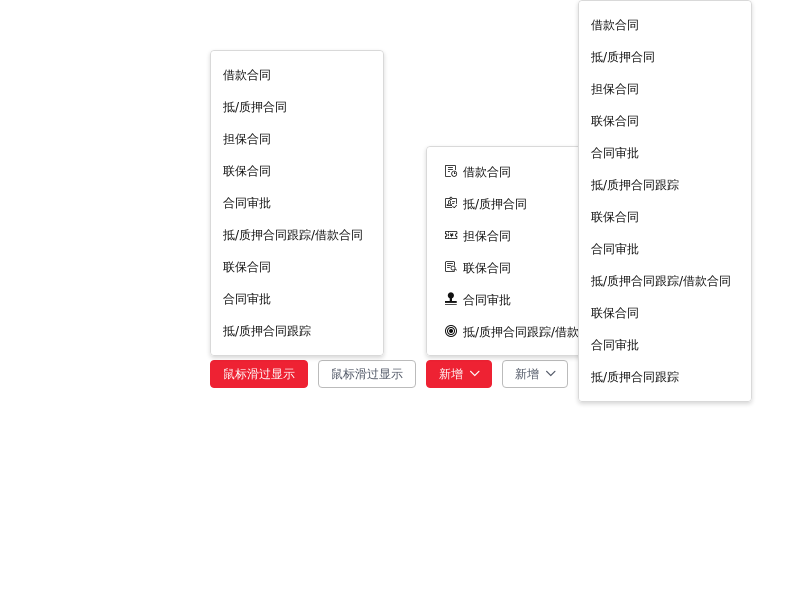 借款合同
抵/质押合同
担保合同
联保合同
合同审批
抵/质押合同跟踪/借款合同
联保合同
合同审批
抵/质押合同跟踪
借款合同
抵/质押合同
担保合同
联保合同
合同审批
抵/质押合同跟踪/借款
借款合同
抵/质押合同
担保合同
联保合同
合同审批
抵/质押合同跟踪
联保合同
合同审批
抵/质押合同跟踪/借款合同
联保合同
合同审批
抵/质押合同跟踪
鼠标滑过显示
鼠标滑过显示
新增
新增